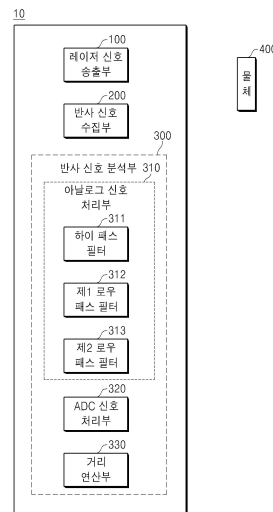 10
100
레이저 신호
송출부
400
물
체
200
반사 신호
수집부
300
반사 신호 분석부
310
아날로그 신호
처리부
311
하이 패스
필터
312
제1 로우
패스 필터
313
제2 로우
패스 필터
320
ADC 신호
처리부
330
거리
연산부